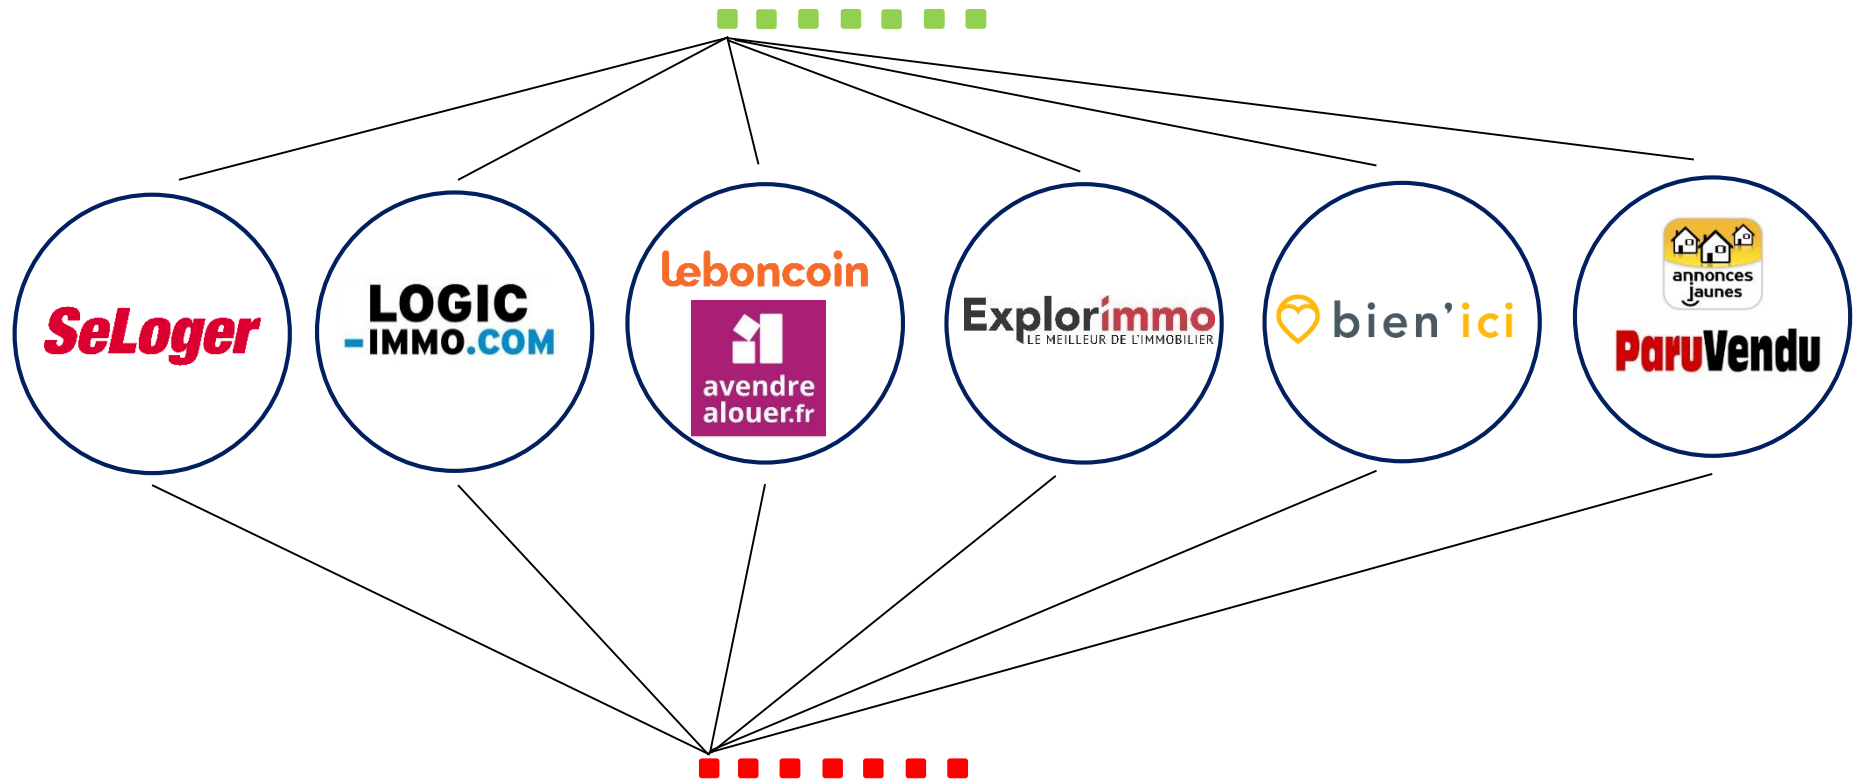 SeLoger
LOGIC
-IMMO.COM
leboncoin
avendre
alouer.fr
Explorimmo
LE MEILLEUR DE L'IMMOBILIER
bien'ici
annonces
jaunes
ParuVendu